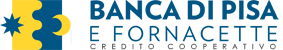 BANCA DI PISA
E FORNACETTE
CREDITO COOPERATIVO